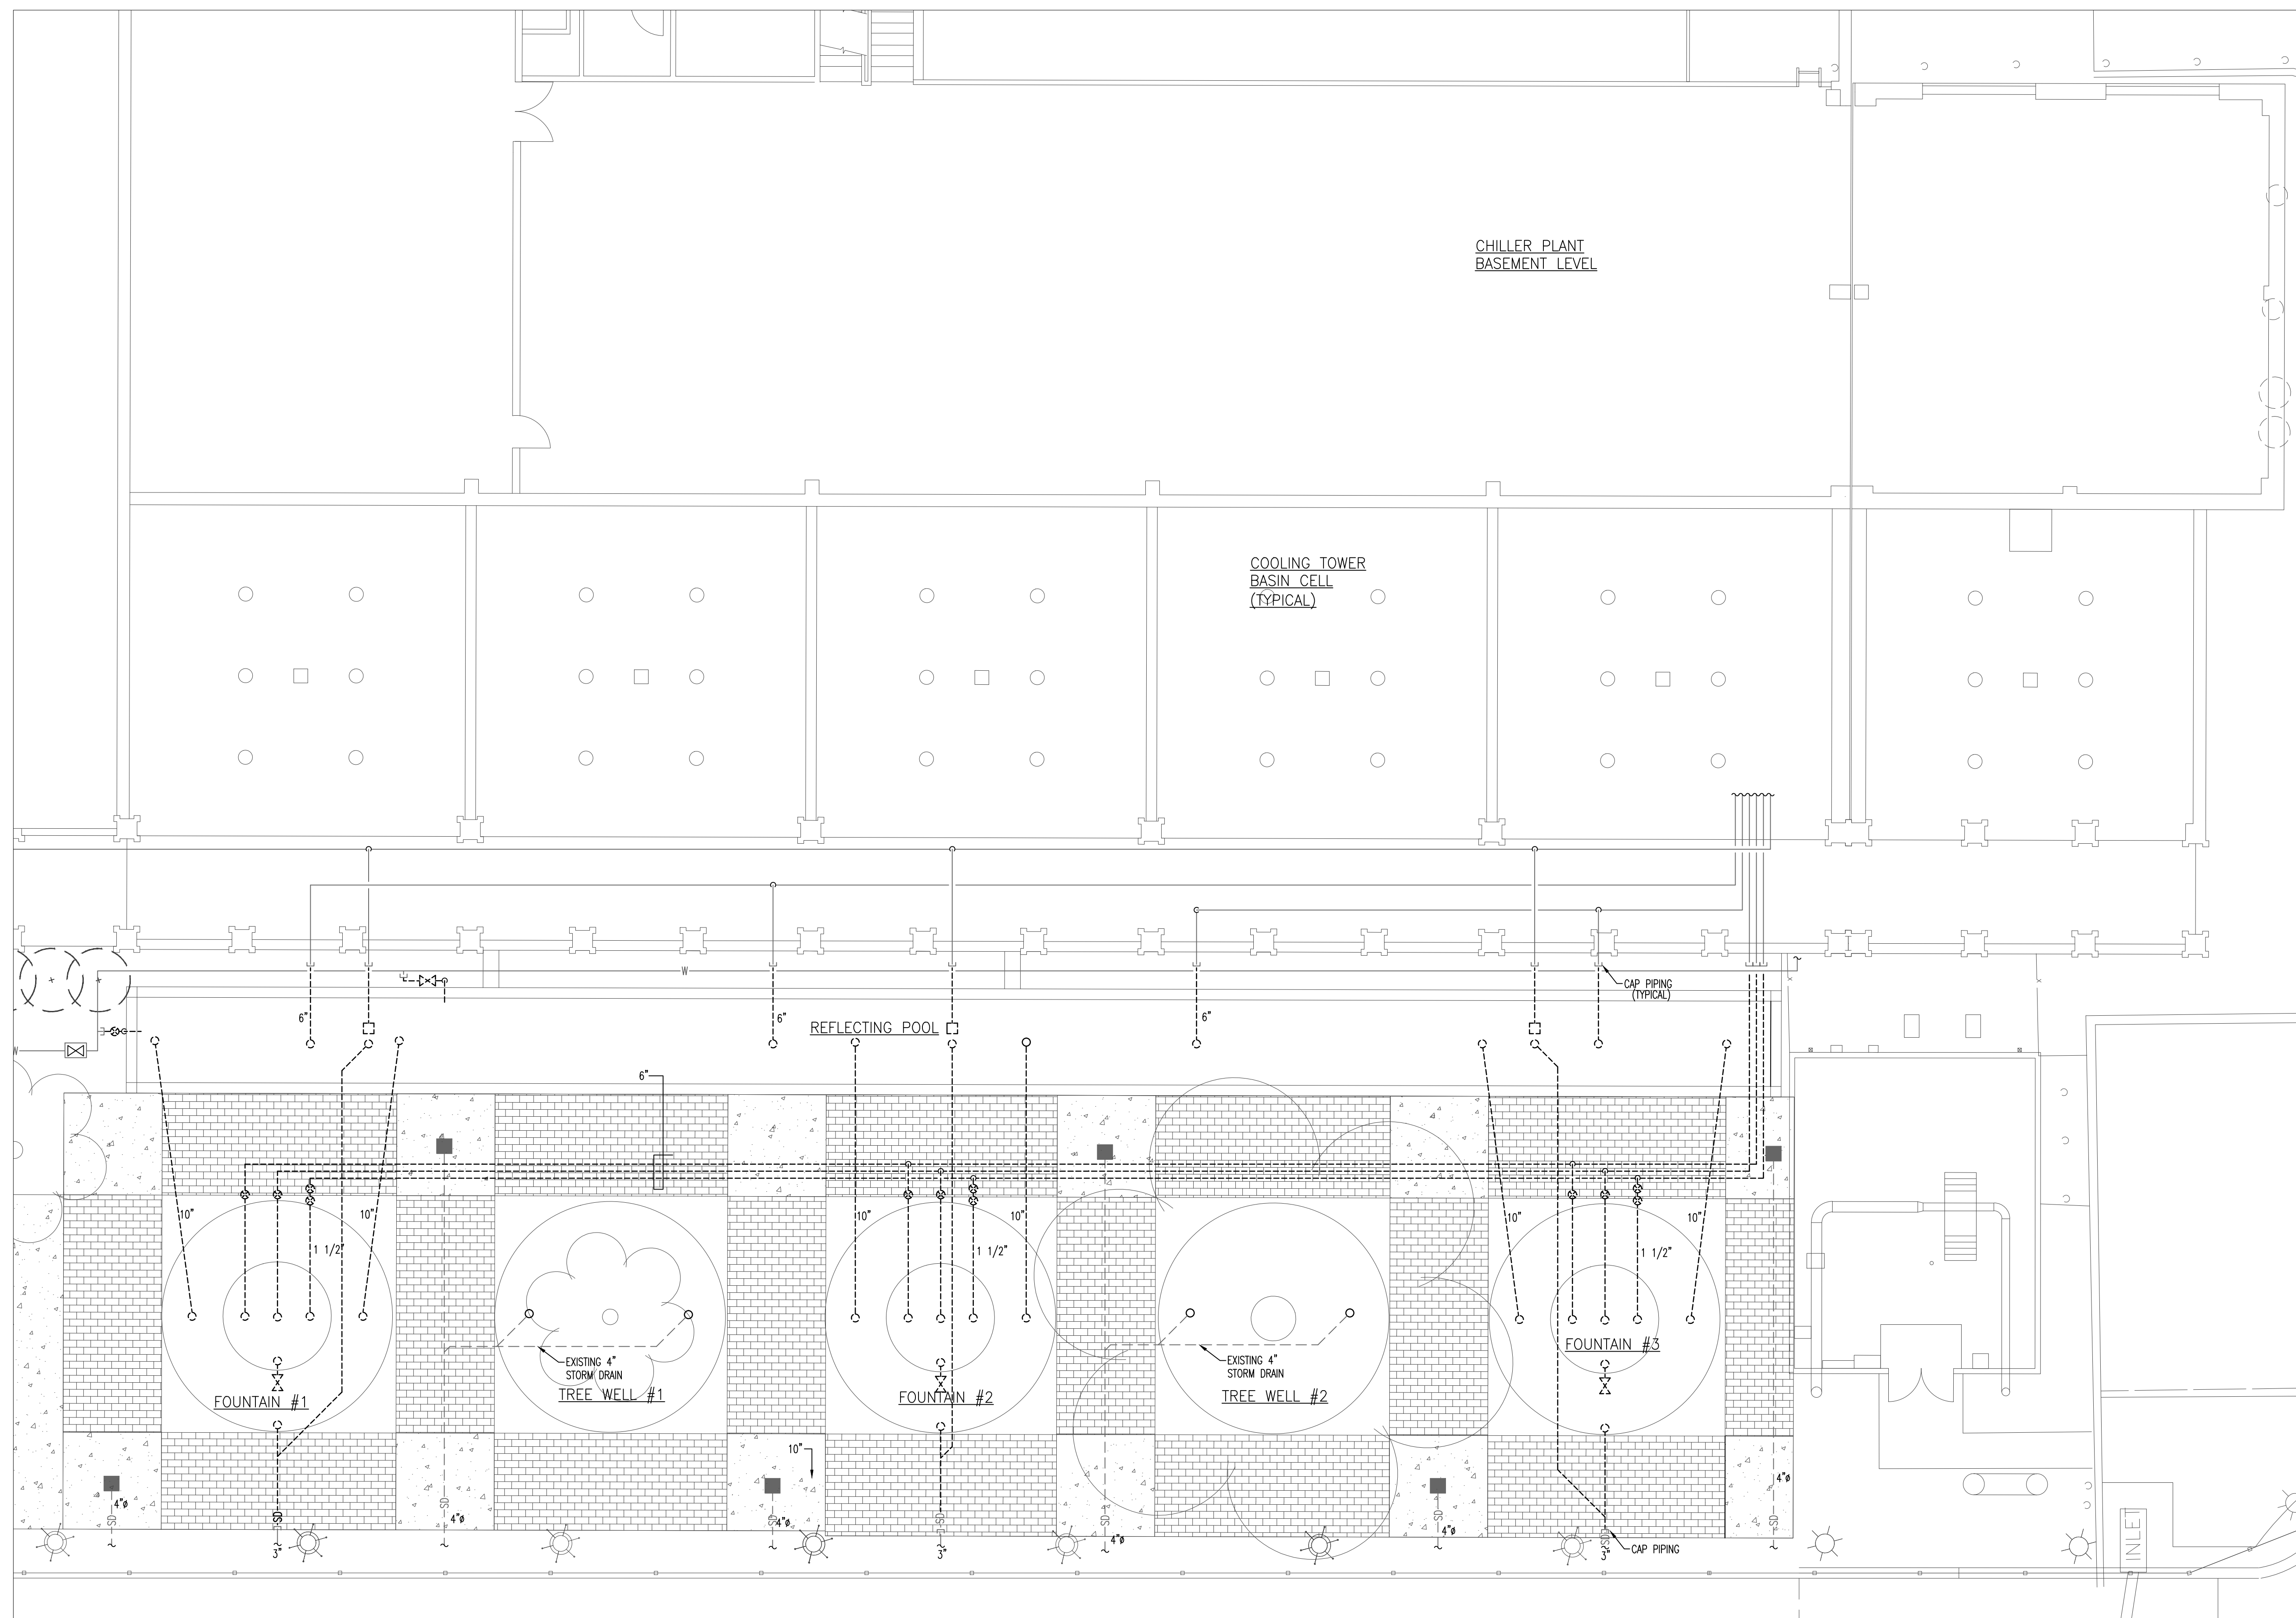 CHILLER PLANT
BASEMENT LEVEL
COOLING TOWER
BASIN CELL
(TYPICAL)
W
CAP PIPING
(TYPICAL)
6"
6"
6"
REFLECTING POOL
W
6"
10"
10"
10"
10"
10"
10"
1 1/2"
1 1/2"
1 1/2"
FOUNTAIN #3
EXISTING 4"
STORM DRAIN
EXISTING 4"
STORM DRAIN
TREE WELL #1
FOUNTAIN #1
FOUNTAIN #2
TREE WELL #2
10"
4"ø
4"ø
4"ø
4"ø
4"ø
4"ø
SD
SD
SD
SD
SD
SD
SD
SD
SD
3"
3"
3"
CAP PIPING
INLET